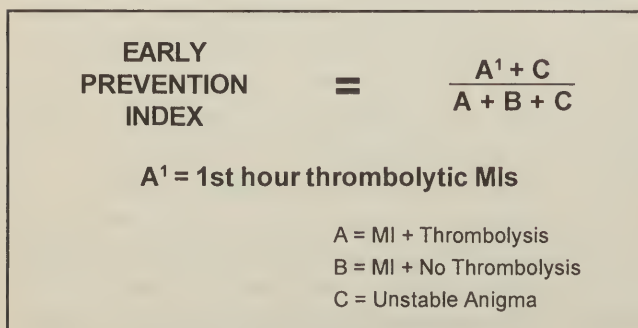 EARLY
PREVENTION
INDEX
=
A¹ + C
A + B + C
A¹ = 1st hour thrombolytic MIs
A = MI + Thrombolysis
B = MI + No Thrombolysis
C = Unstable Anigma